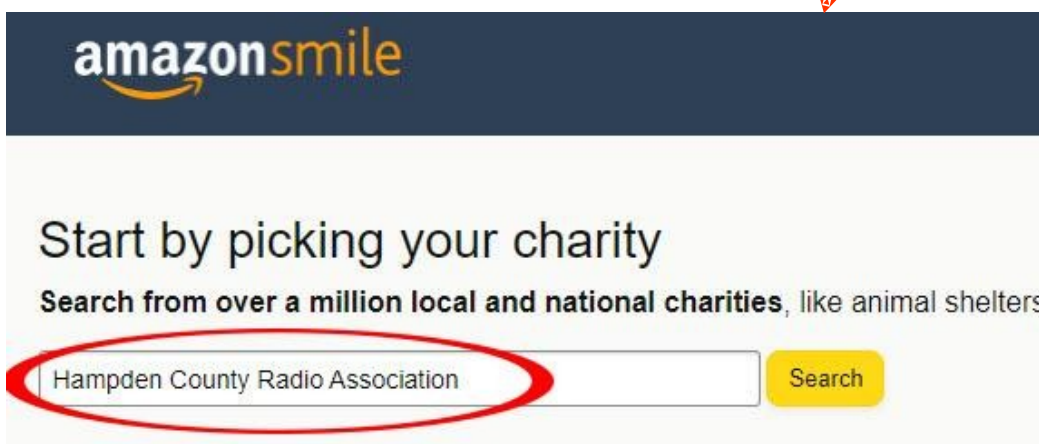 amazonsmile
Start by picking your charity
Search from over a million local and national charities, like animal shelters
Hampden County Radio Association
Search